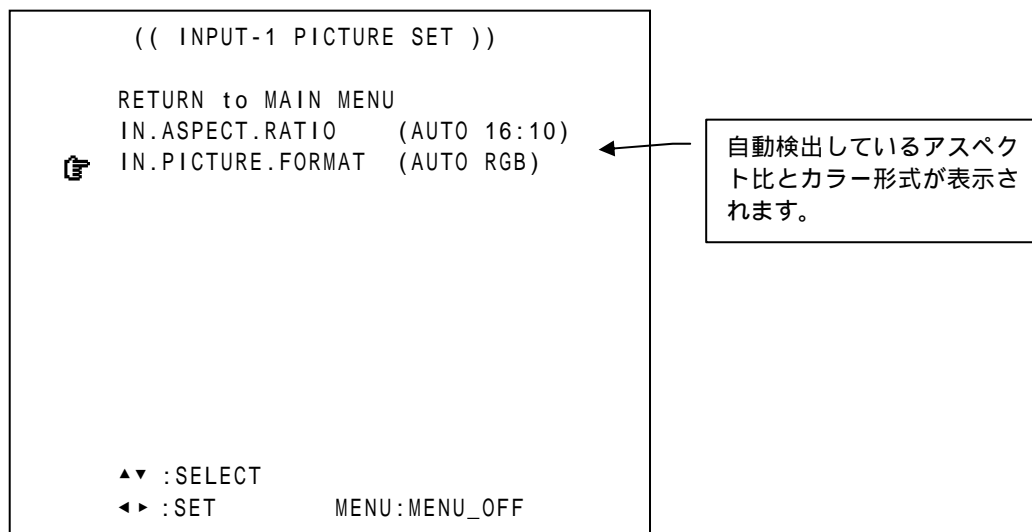 (( INPUT-1 PICTURE SET ))
RETURN to MAIN MENU
IN.ASPECT.RATIO (AUTO 16:10)
☞ IN.PICTURE.FORMAT (AUTO RGB)
自動検出しているアスペク
ト比とカラー形式が表示さ
れます。
▲▼ :SELECT
◄► :SET MENU:MENU_OFF